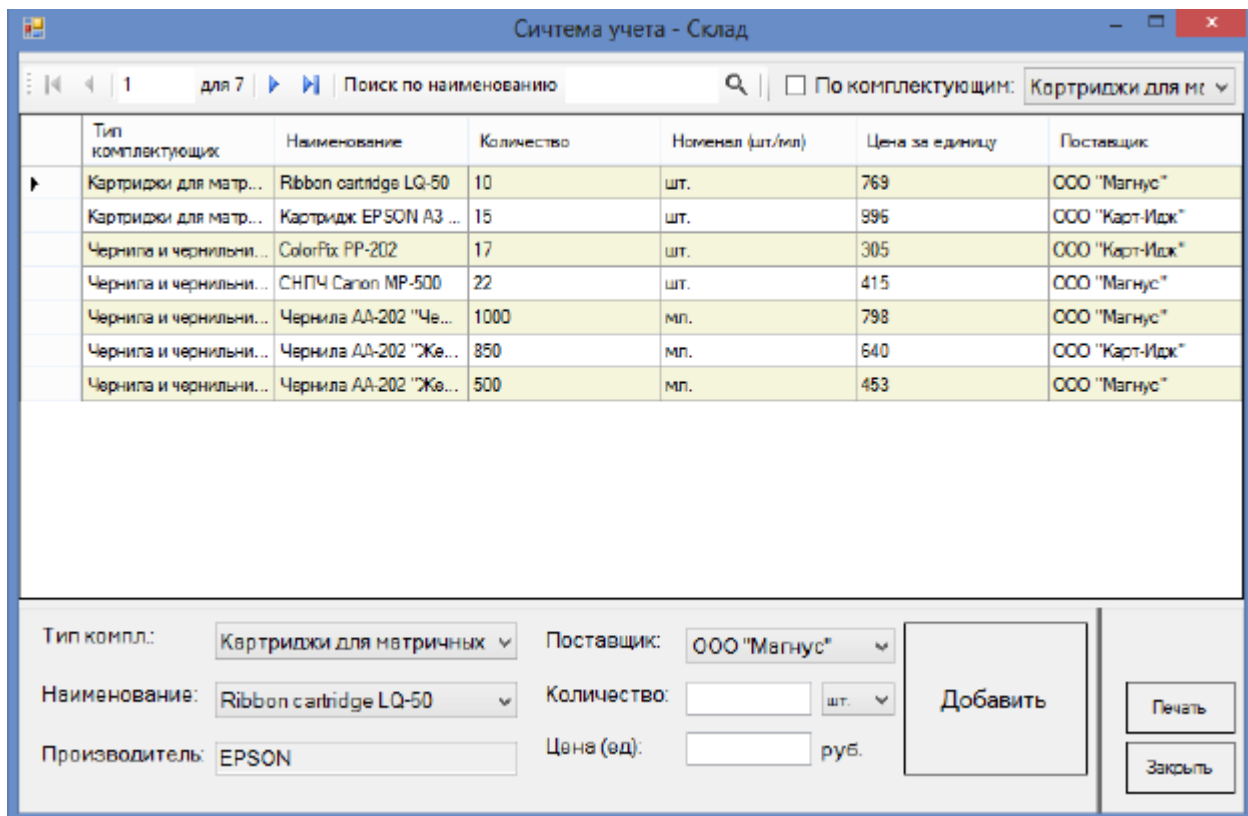 Сичтема учета - Склад
1 для 7 Поиск по наименованию По комплектующим: Картриджи для мс
Тип комплектующих Наименование Количество Номенал (шт/мл) Цена за единицу Поставщик
Картриджи для матр... Ribbon cartridge LQ-50 10 шт. 769 ООО "Магнус"
Картриджи для матр... Картридж EPSON A3 ... 15 шт. 996 ООО "Карт-Идж"
Чернила и чернильни... ColorPix PP-202 17 шт. 305 ООО "Карт-Идж"
Чернила и чернильни... СНПЧ Canon MP-500 22 шт. 415 ООО "Магнус"
Чернила и чернильни... Чернила AA-202 "Че... 1000 мл. 798 ООО "Магнус"
Чернила и чернильни... Чернила AA-202 "Же... 850 мл. 640 ООО "Карт-Идж"
Чернила и чернильни... Чернила AA-202 "Же... 500 мл. 453 ООО "Магнус"
Тип компл.: Картриджи для матричных Поставщик: ООО "Магнус"
Наименование: Ribbon cartridge LQ-50 Количество: шт. Добавить Печать
Производитель: EPSON Цена (ед): руб. Закрыть